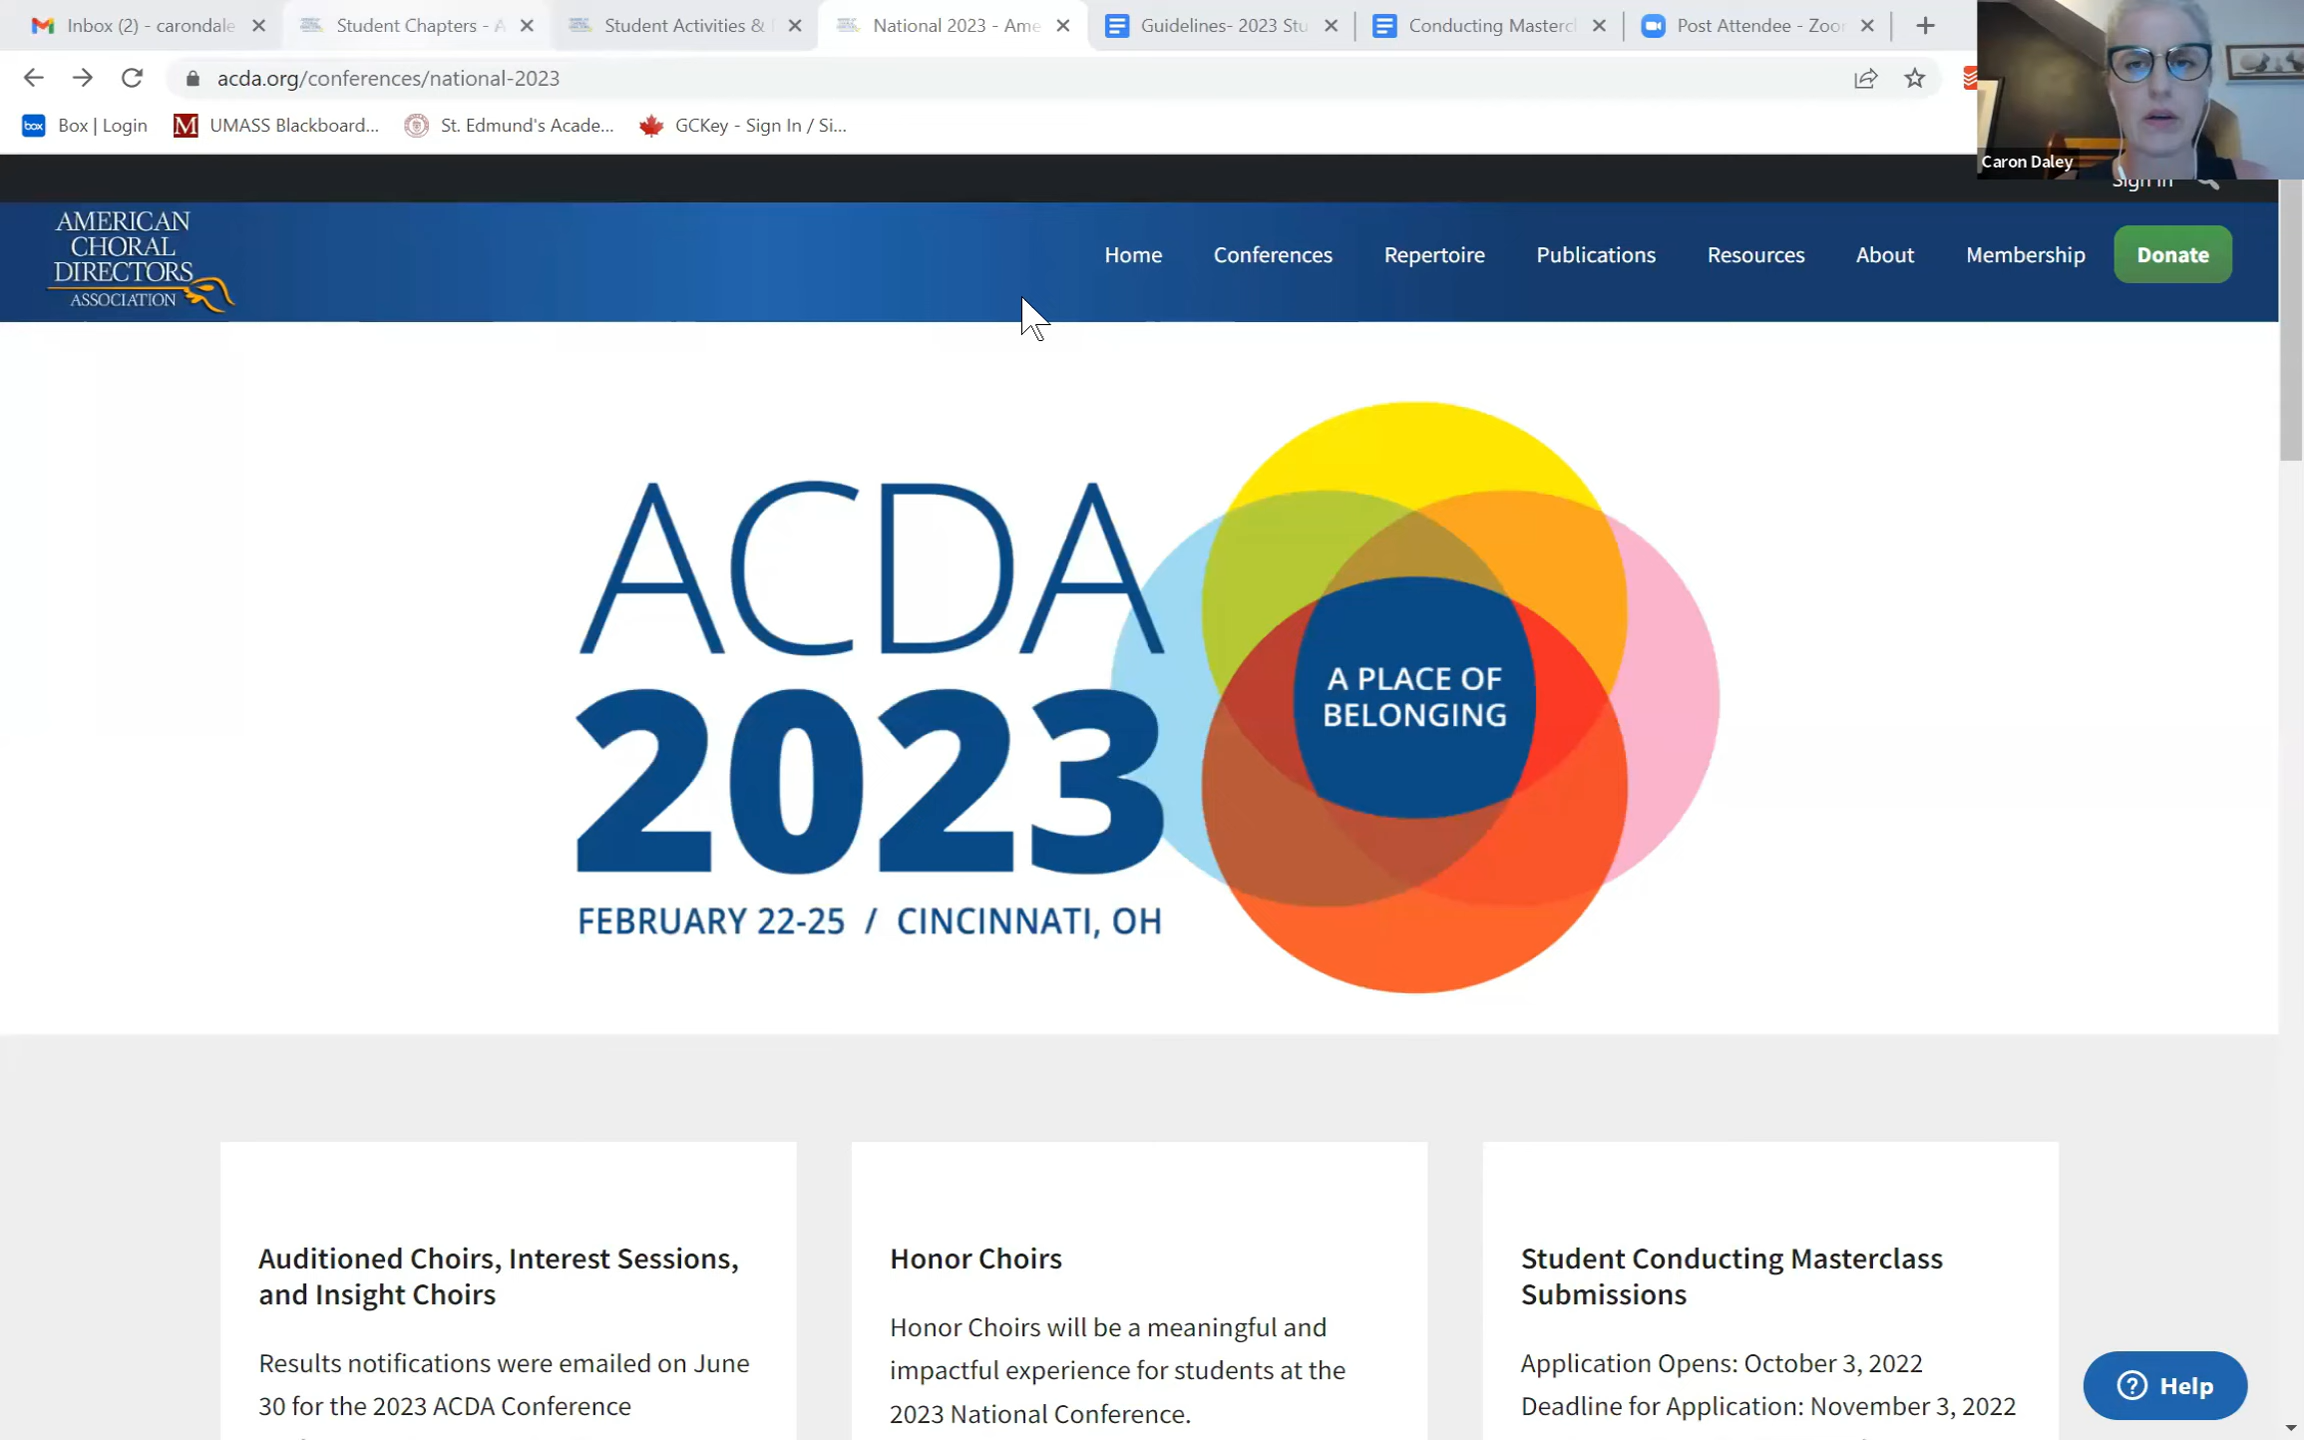 Inbox (2) - carondale
Student Chapters - A
Student Activities &
National 2023 - Ame
Guidelines- 2023 Stu
Conducting Mastercl
Post Attendee - Zoor
acda.org/conferences/national-2023
box
Box | Login
UMASS Blackboard...
St. Edmund's Acade...
GCKey - Sign In / Si...
Caron Daley
Sign In
AMERICAN
CHORAL
DIRECTORS
ASSOCIATION
Home
Conferences
Repertoire
Publications
Resources
About
Membership
Donate
ACDA
2023
FEBRUARY 22-25 / CINCINNATI, OH
A PLACE OF
BELONGING
Auditioned Choirs, Interest Sessions,
and Insight Choirs
Results notifications were emailed on June
30 for the 2023 ACDA Conference
Honor Choirs
Honor Choirs will be a meaningful and
impactful experience for students at the
2023 National Conference.
Student Conducting Masterclass
Submissions
Application Opens: October 3, 2022
Deadline for Application: November 3, 2022
Help